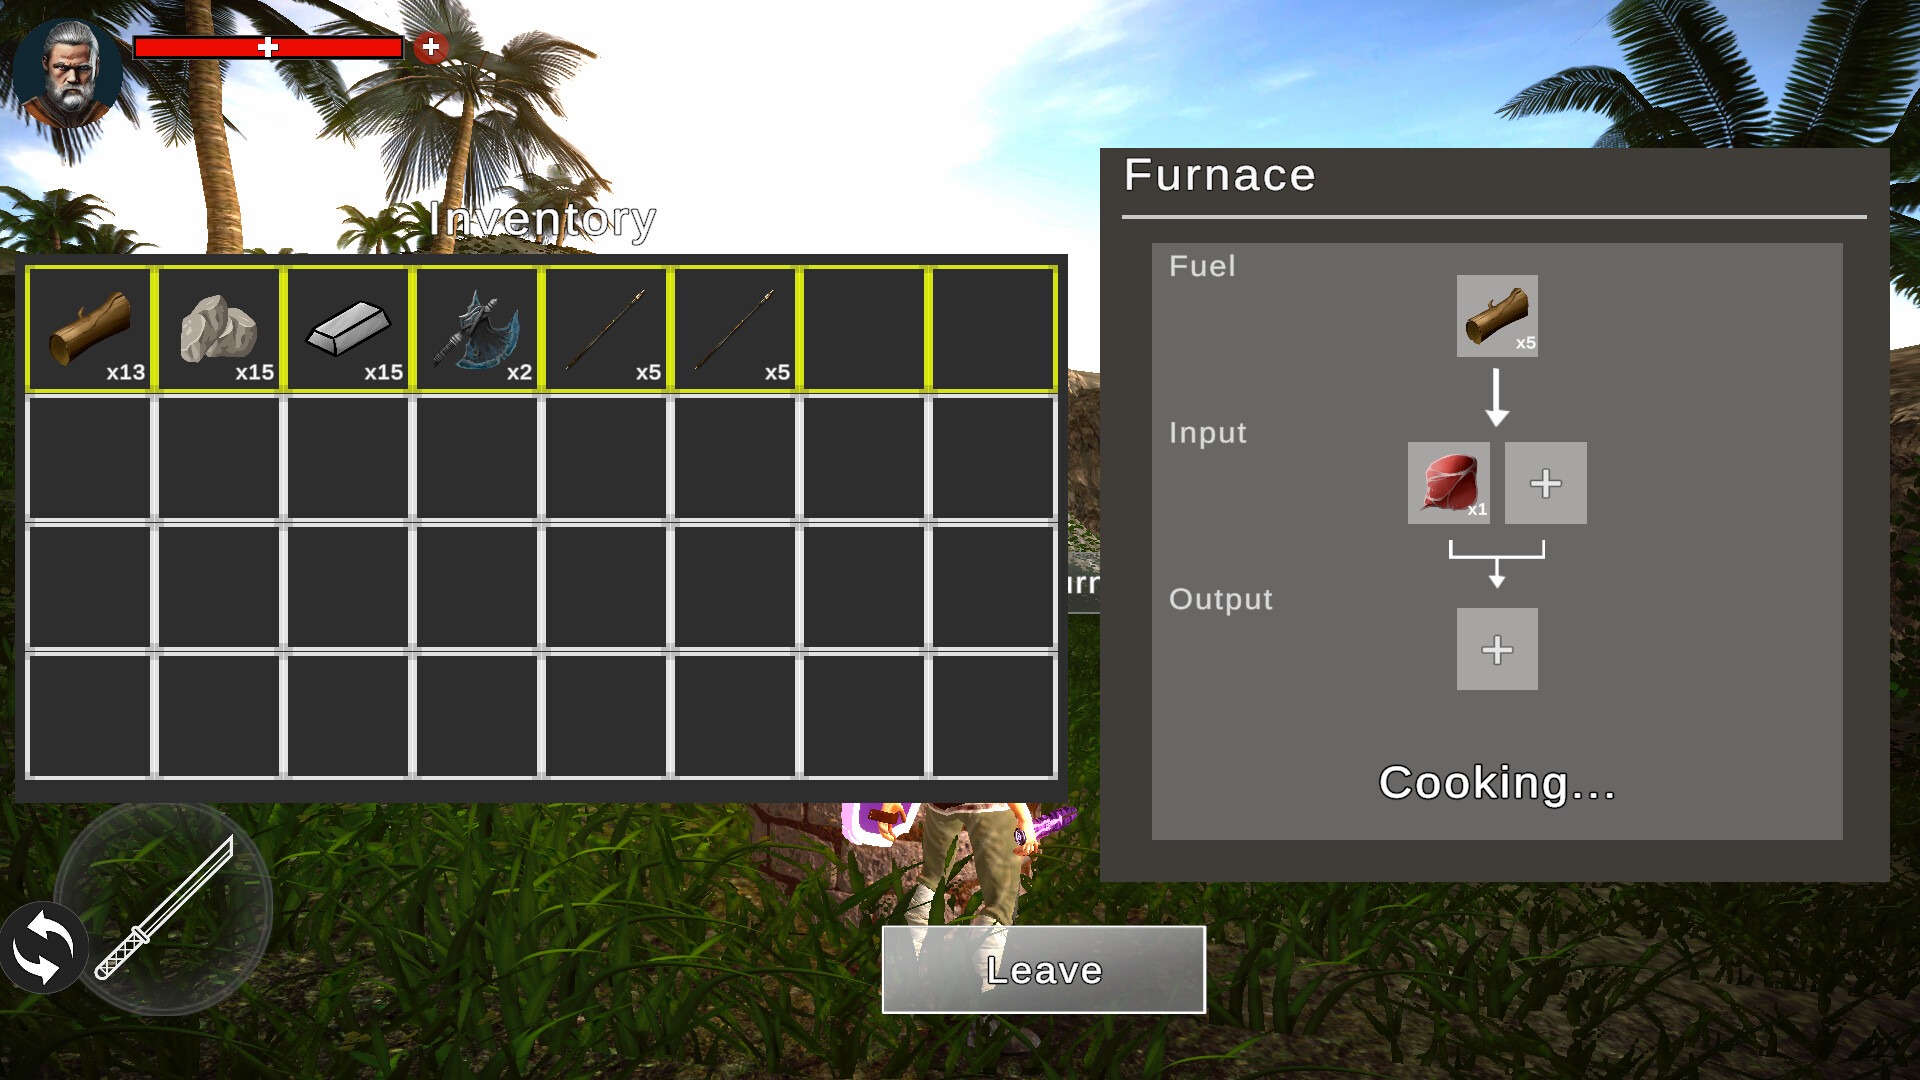 Inventory
x13
x15
x15
x2
x5
x5
Furnace
Fuel
x5
Input
x1
Output
Cooking...
Leave